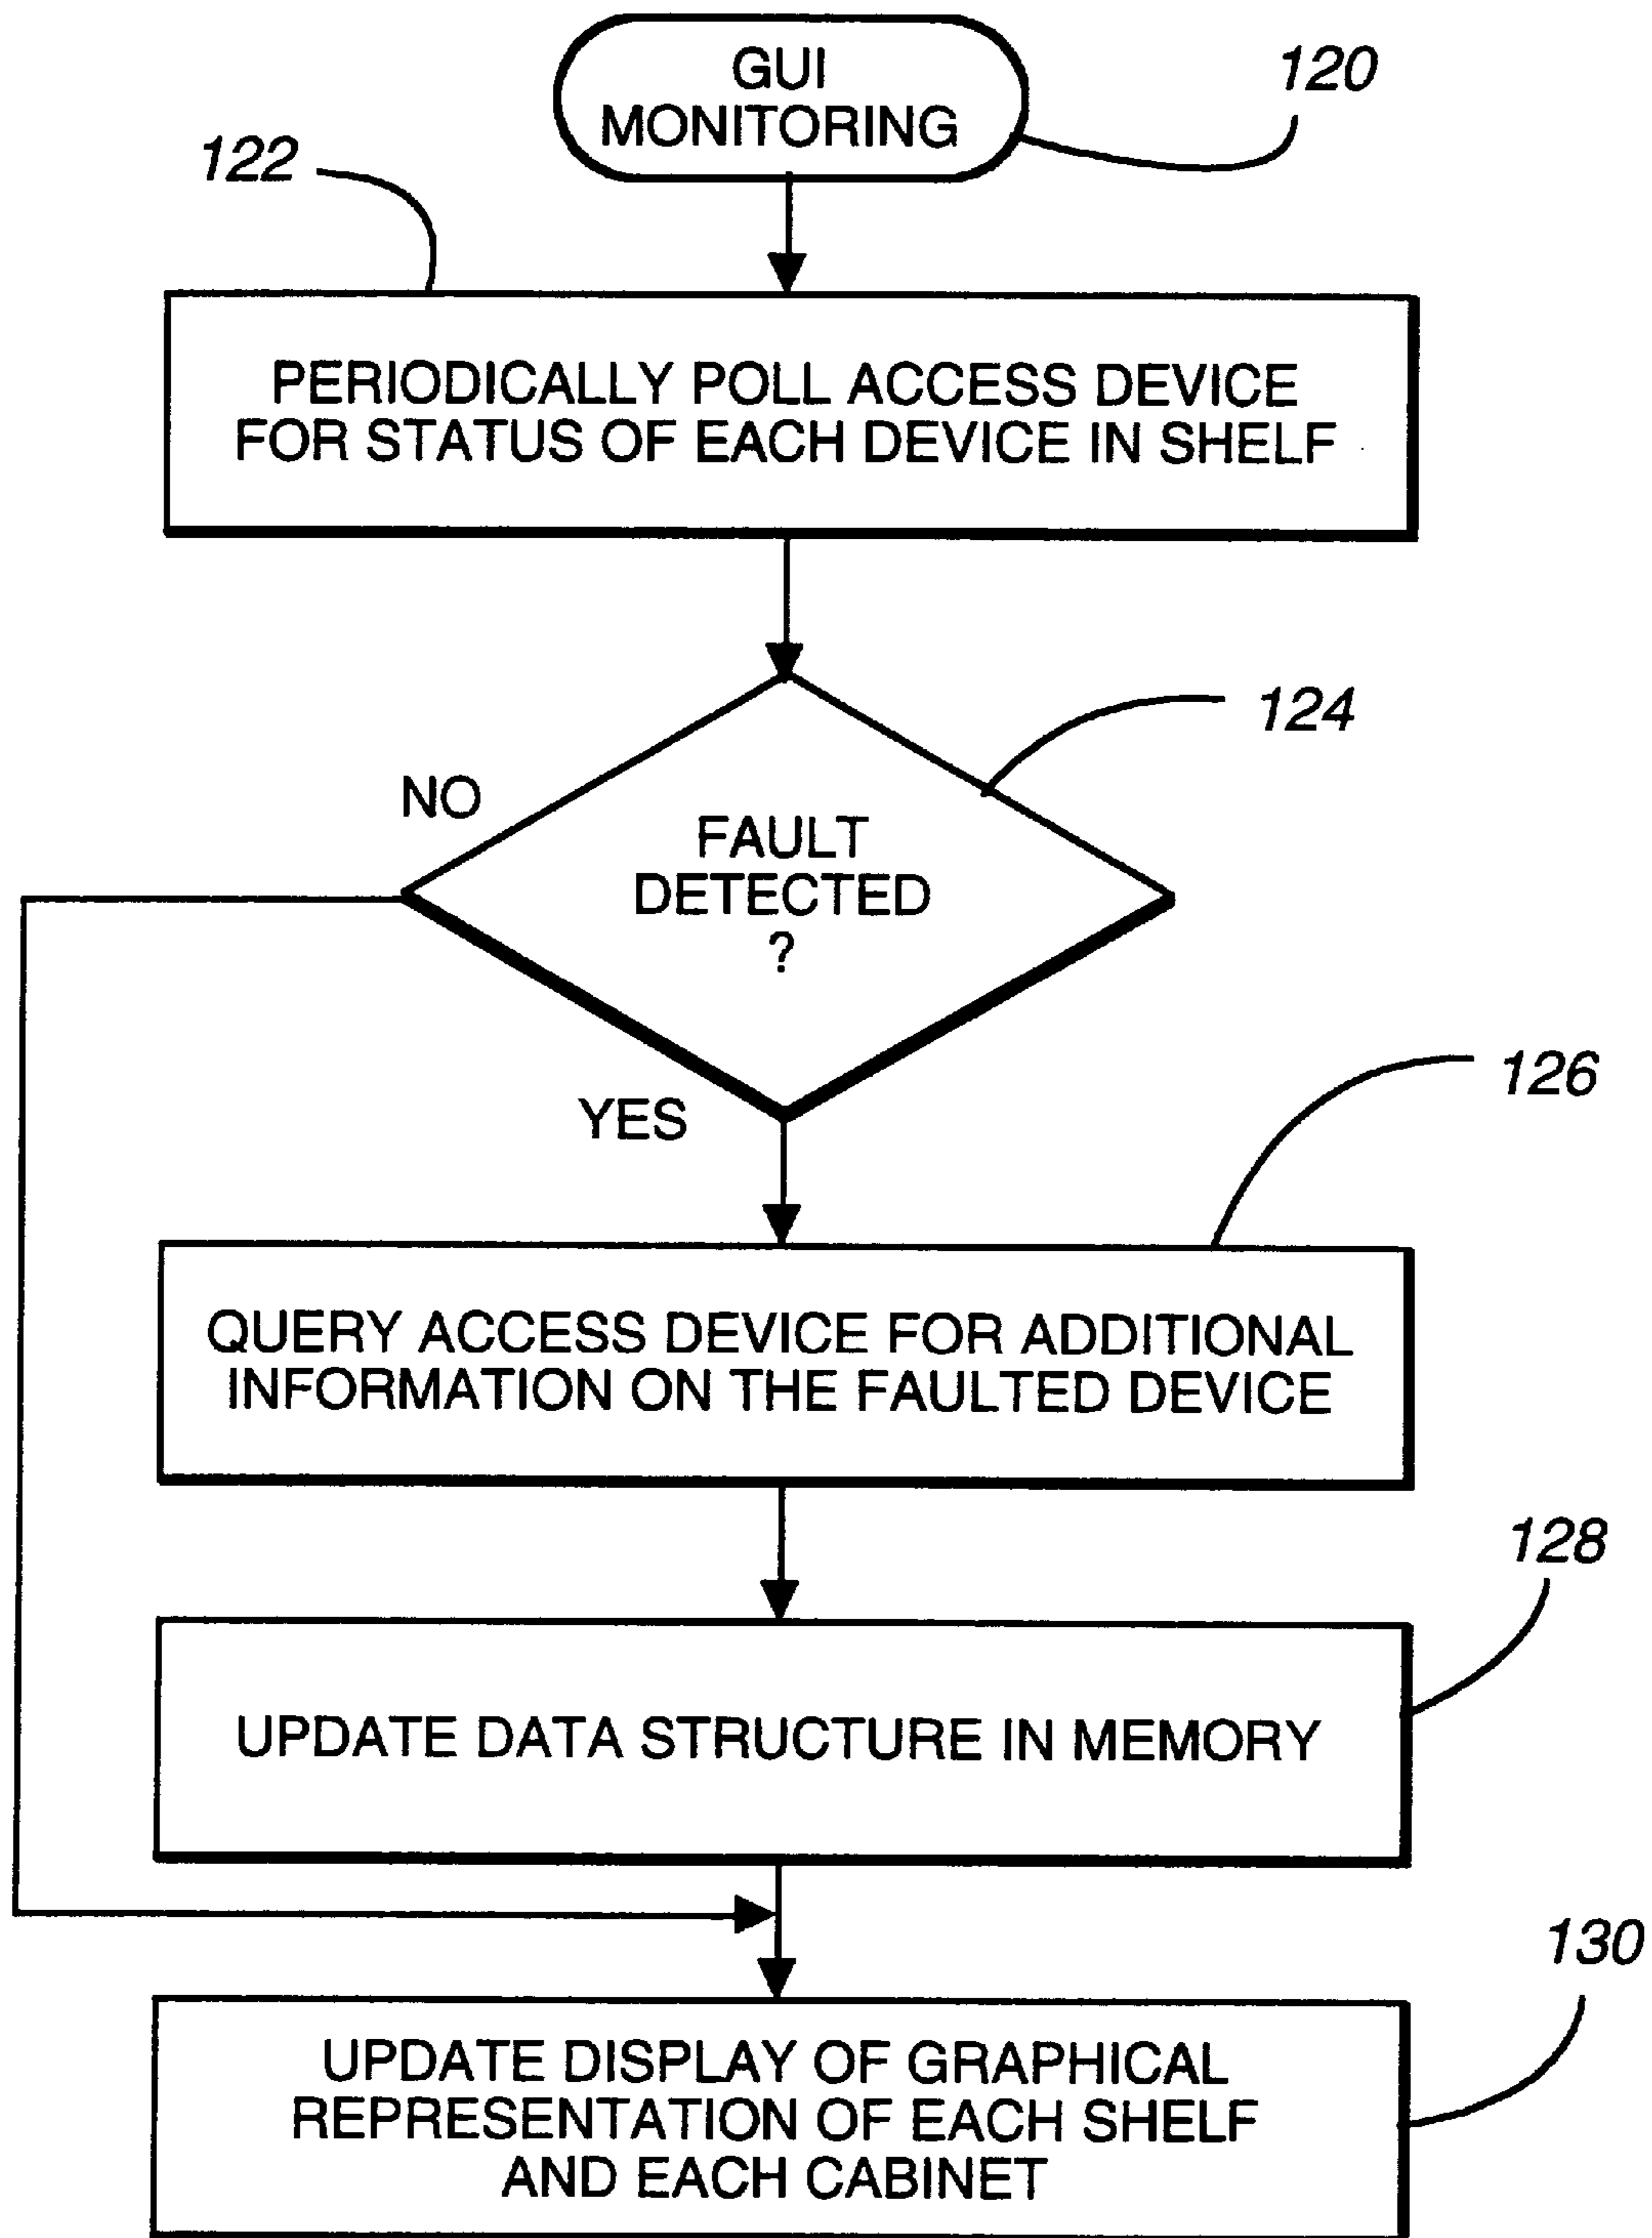 GUI
MONITORING
120
122
PERIODICALLY POLL ACCESS DEVICE
FOR STATUS OF EACH DEVICE IN SHELF
124
NO
FAULT
DETECTED
?
YES
126
QUERY ACCESS DEVICE FOR ADDITIONAL
INFORMATION ON THE FAULTED DEVICE
128
UPDATE DATA STRUCTURE IN MEMORY
130
UPDATE DISPLAY OF GRAPHICAL
REPRESENTATION OF EACH SHELF
AND EACH CABINET